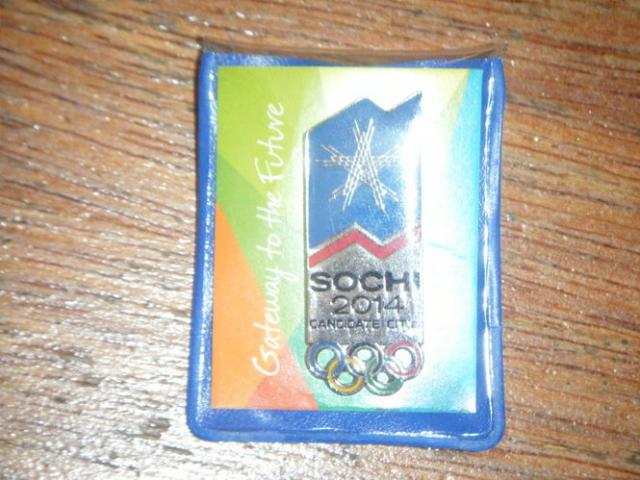 Gateway to the Future
SOCHI
2014
CANDIDATE CITY